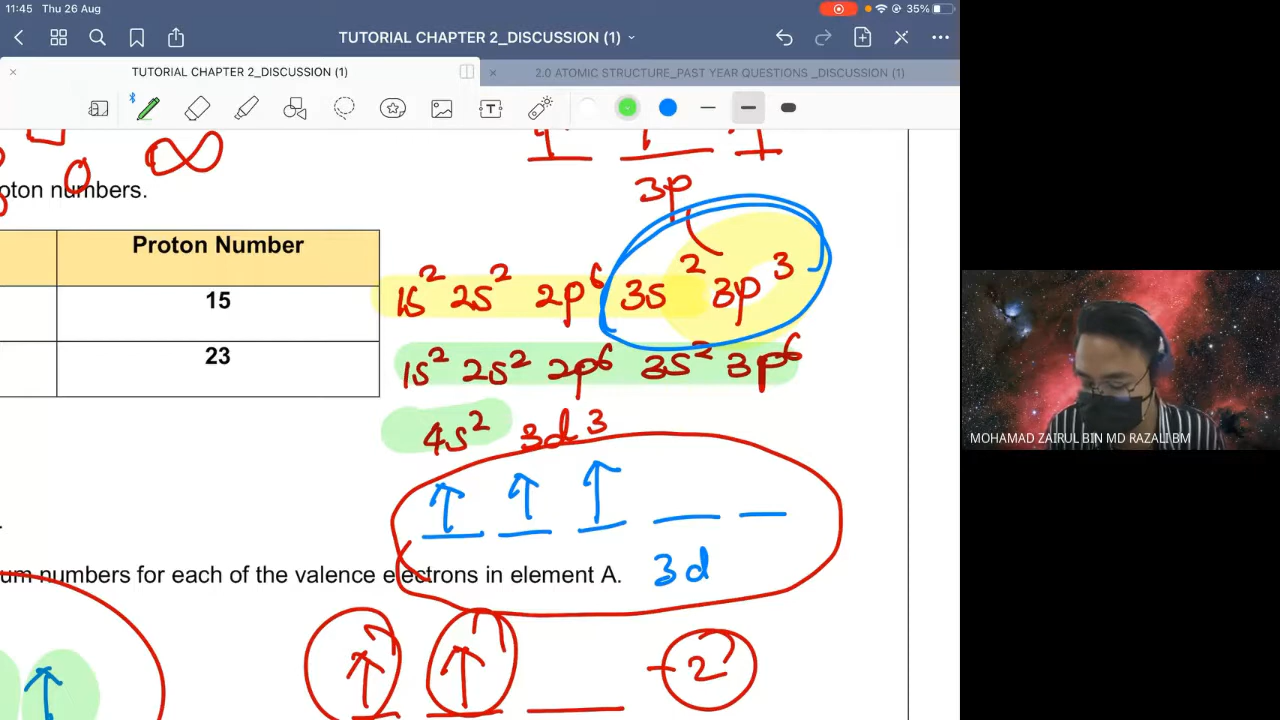 11:45 Thu 26 Aug 35%
TUTORIAL CHAPTER 2_DISCUSSION (1)
TUTORIAL CHAPTER 2_DISCUSSION (1) 2.0 ATOMIC STRUCTURE_PAST YEAR QUESTIONS _DISCUSSION (1)
∞
3p
oton numbers.
Proton Number
15
23
1s² 2s² 2p⁶ 3s² 3p³
1s² 2s² 2p⁶ 3s² 3p⁶
4s² 3d³
3d
um numbers for each of the valence electrons in element A.
MOHAMAD ZAIRUL BIN MD RAZALI BM